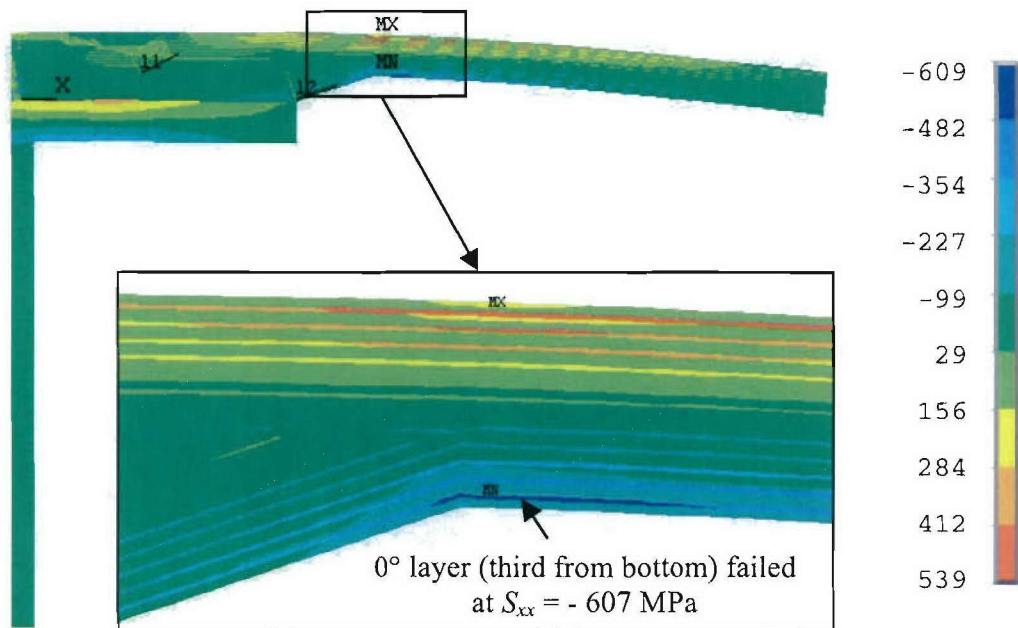 MX
MN
11
12
X
-609
-482
-354
-227
-99
29
156
284
412
539
MX
MN
0° layer (third from bottom) failed
at Sxx = - 607 MPa